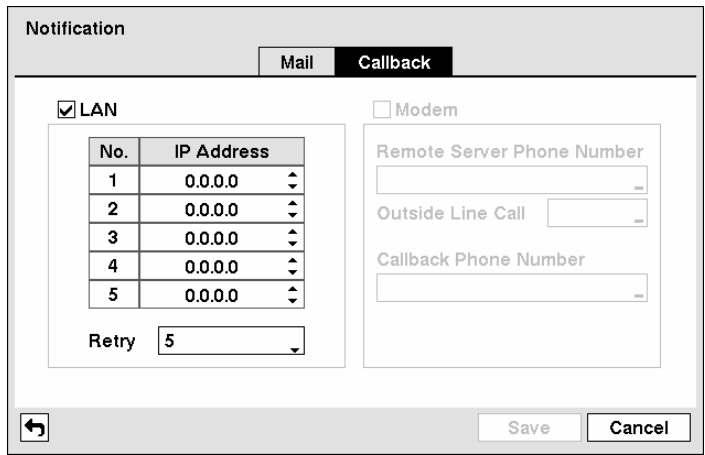 Notification
Mail Callback
LAN
No. IP Address
1 0.0.0.0
2 0.0.0.0
3 0.0.0.0
4 0.0.0.0
5 0.0.0.0
Retry 5
Modem
Remote Server Phone Number
Outside Line Call
Callback Phone Number
Save Cancel